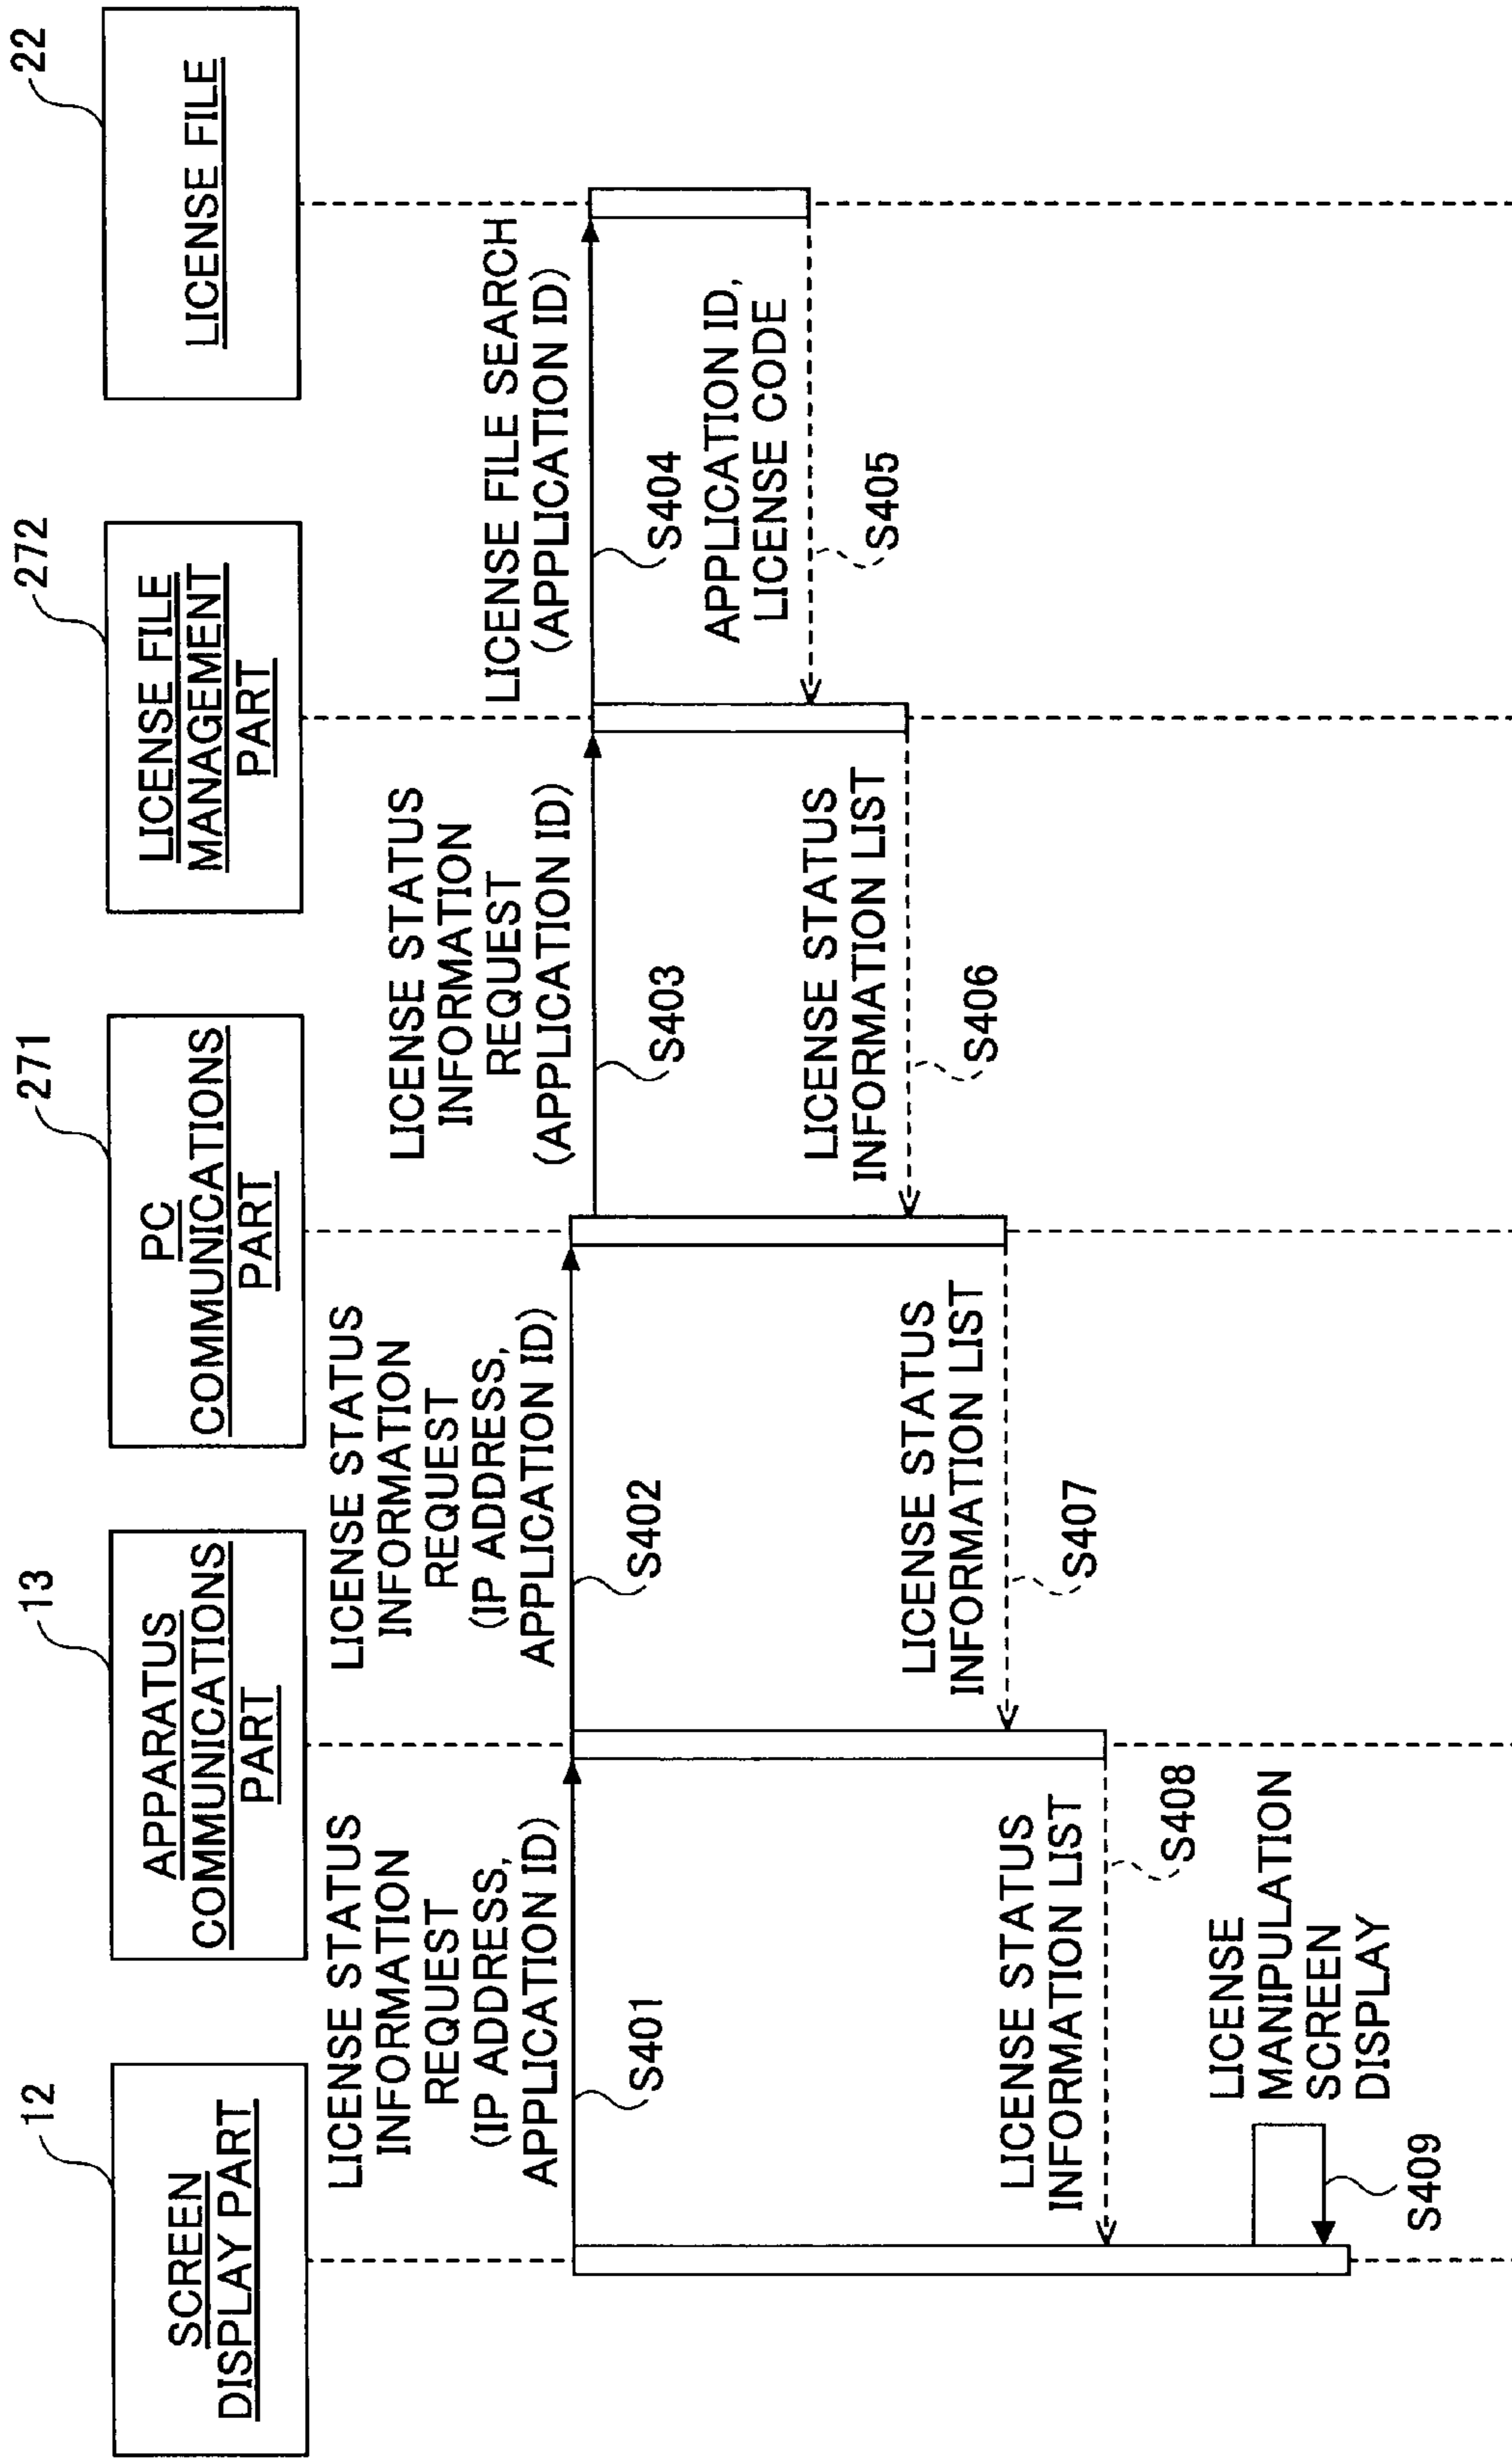 12
SCREEN
DISPLAY PART
13
APPARATUS
COMMUNICATIONS
PART
271
PC
COMMUNICATIONS
PART
272
LICENSE FILE
MANAGEMENT
PART
22
LICENSE FILE
LICENSE STATUS
INFORMATION
REQUEST
(IP ADDRESS,
APPLICATION ID)
S401
LICENSE STATUS
INFORMATION
REQUEST
(IP ADDRESS,
APPLICATION ID)
S402
LICENSE STATUS
INFORMATION
REQUEST
(APPLICATION ID)
S403
LICENSE FILE SEARCH
(APPLICATION ID)
S404
APPLICATION ID,
LICENSE CODE
S405
LICENSE STATUS
INFORMATION LIST
S406
LICENSE STATUS
INFORMATION LIST
S407
LICENSE STATUS
INFORMATION LIST
S408
LICENSE
MANIPULATION
SCREEN
DISPLAY
S409